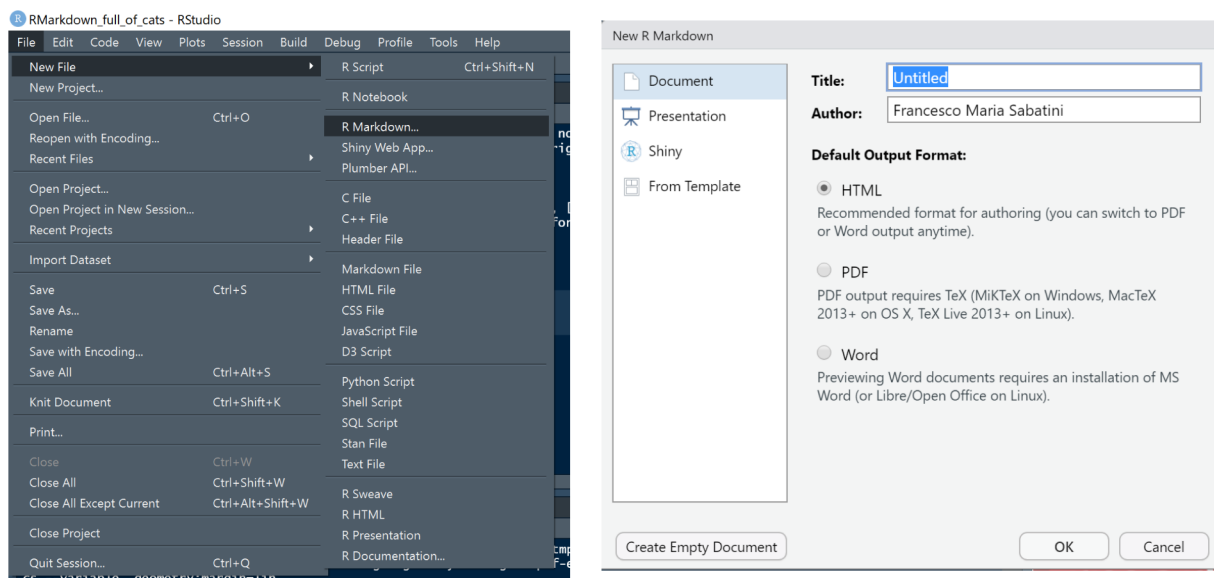 RMarkdown_full_of_cats - RStudio
File Edit Code View Plots Session Build Debug Profile Tools Help
New File
New Project...
Open File... Ctrl+O
Reopen with Encoding...
Recent Files
Open Project...
Open Project in New Session...
Recent Projects
Import Dataset
Save Ctrl+S
Save As...
Rename
Save with Encoding...
Save All Ctrl+Alt+S
Knit Document Ctrl+Shift+K
Print...
Close Ctrl+W
Close All Ctrl+Shift+W
Close All Except Current Ctrl+Alt+Shift+W
Close Project
Quit Session... Ctrl+Q
R Script Ctrl+Shift+N
R Notebook
R Markdown...
Shiny Web App...
Plumber API...
C File
C++ File
Header File
Markdown File
HTML File
CSS File
JavaScript File
D3 Script
Python Script
Shell Script
SQL Script
Stan File
Text File
R Sweave
R HTML
R Presentation
R Documentation...
New R Markdown
Document
Presentation
Shiny
From Template
Title: Untitled
Author: Francesco Maria Sabatini
Default Output Format:
HTML
Recommended format for authoring (you can switch to PDF
or Word output anytime).
PDF
PDF output requires TeX (MiKTeX on Windows, MacTeX
2013+ on OS X, TeX Live 2013+ on Linux).
Word
Previewing Word documents requires an installation of MS
Word (or Libre/Open Office on Linux).
Create Empty Document
OK
Cancel